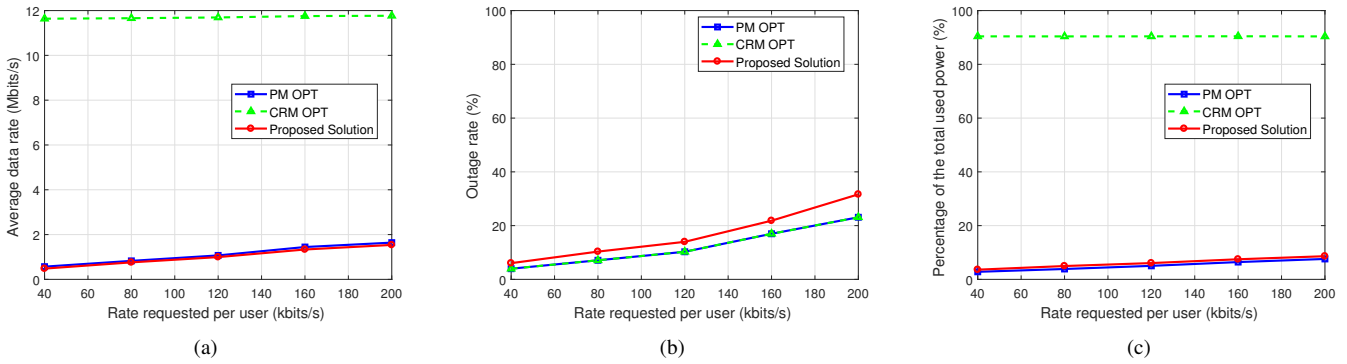 12
10
8
6
4
2
0
Average data rate (Mbits/s)
PM OPT
CRM OPT
Proposed Solution
40 60 80 100 120 140 160 180 200
Rate requested per user (kbits/s)
(a)
100
80
60
40
20
0
Outage rate (%)
PM OPT
CRM OPT
Proposed Solution
40 60 80 100 120 140 160 180 200
Rate requested per user (kbits/s)
(b)
100
80
60
40
20
0
Percentage of the total used power (%)
PM OPT
CRM OPT
Proposed Solution
40 60 80 100 120 140 160 180 200
Rate requested per user (kbits/s)
(c)